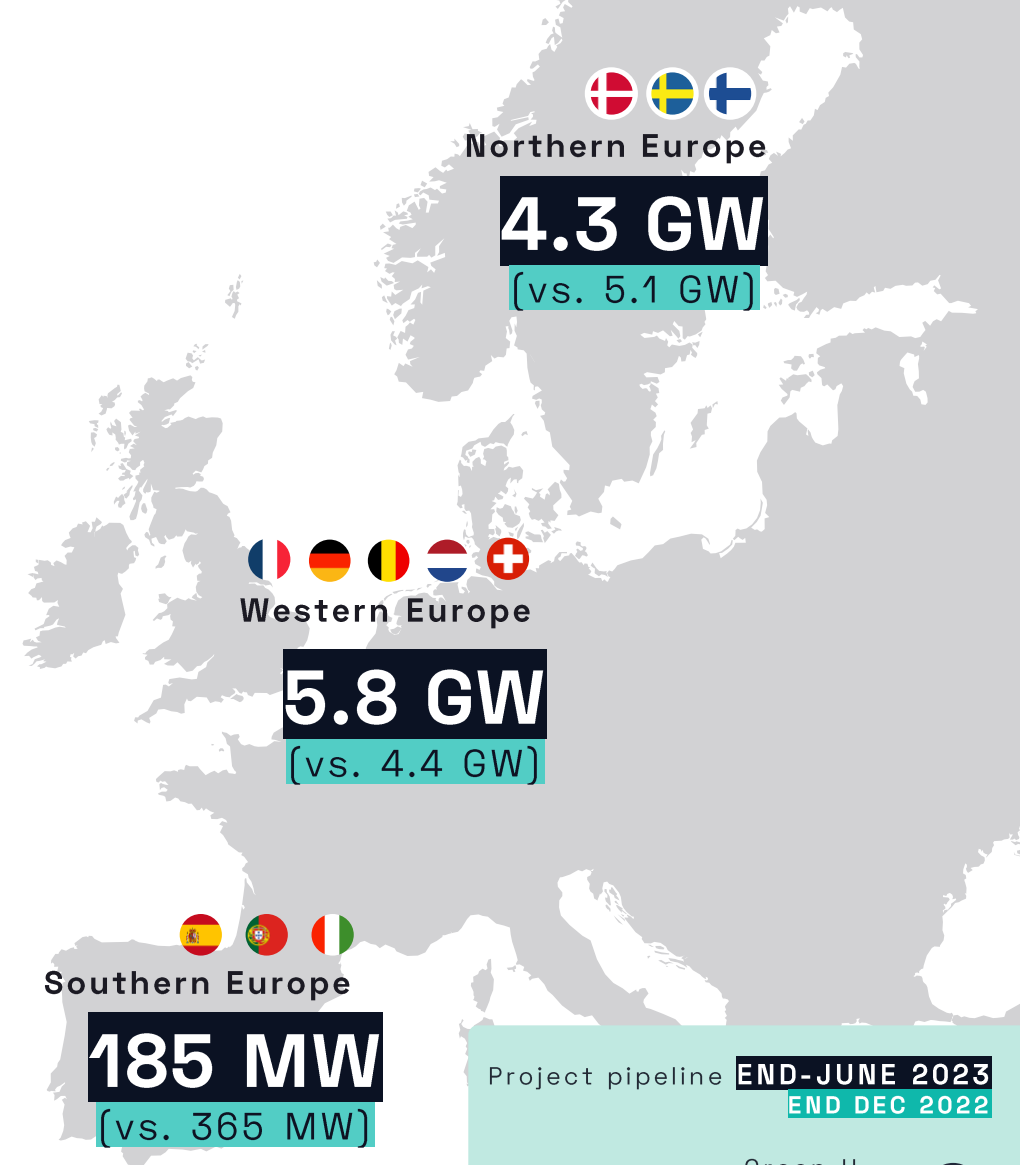 Northern Europe
4.3 GW
(vs. 5.1 GW)
Western Europe
5.8 GW
(vs. 4.4 GW)
Southern Europe
185 MW
(vs. 365 MW)
Project pipeline END-JUNE 2023
END DEC 2022